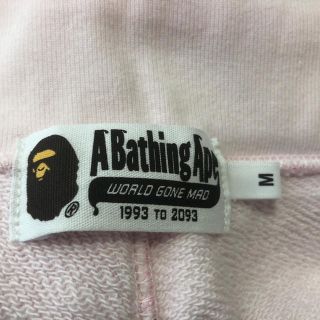 A Bathing Ape
WORLD GONE MAD
1993 TO 2093
®
M